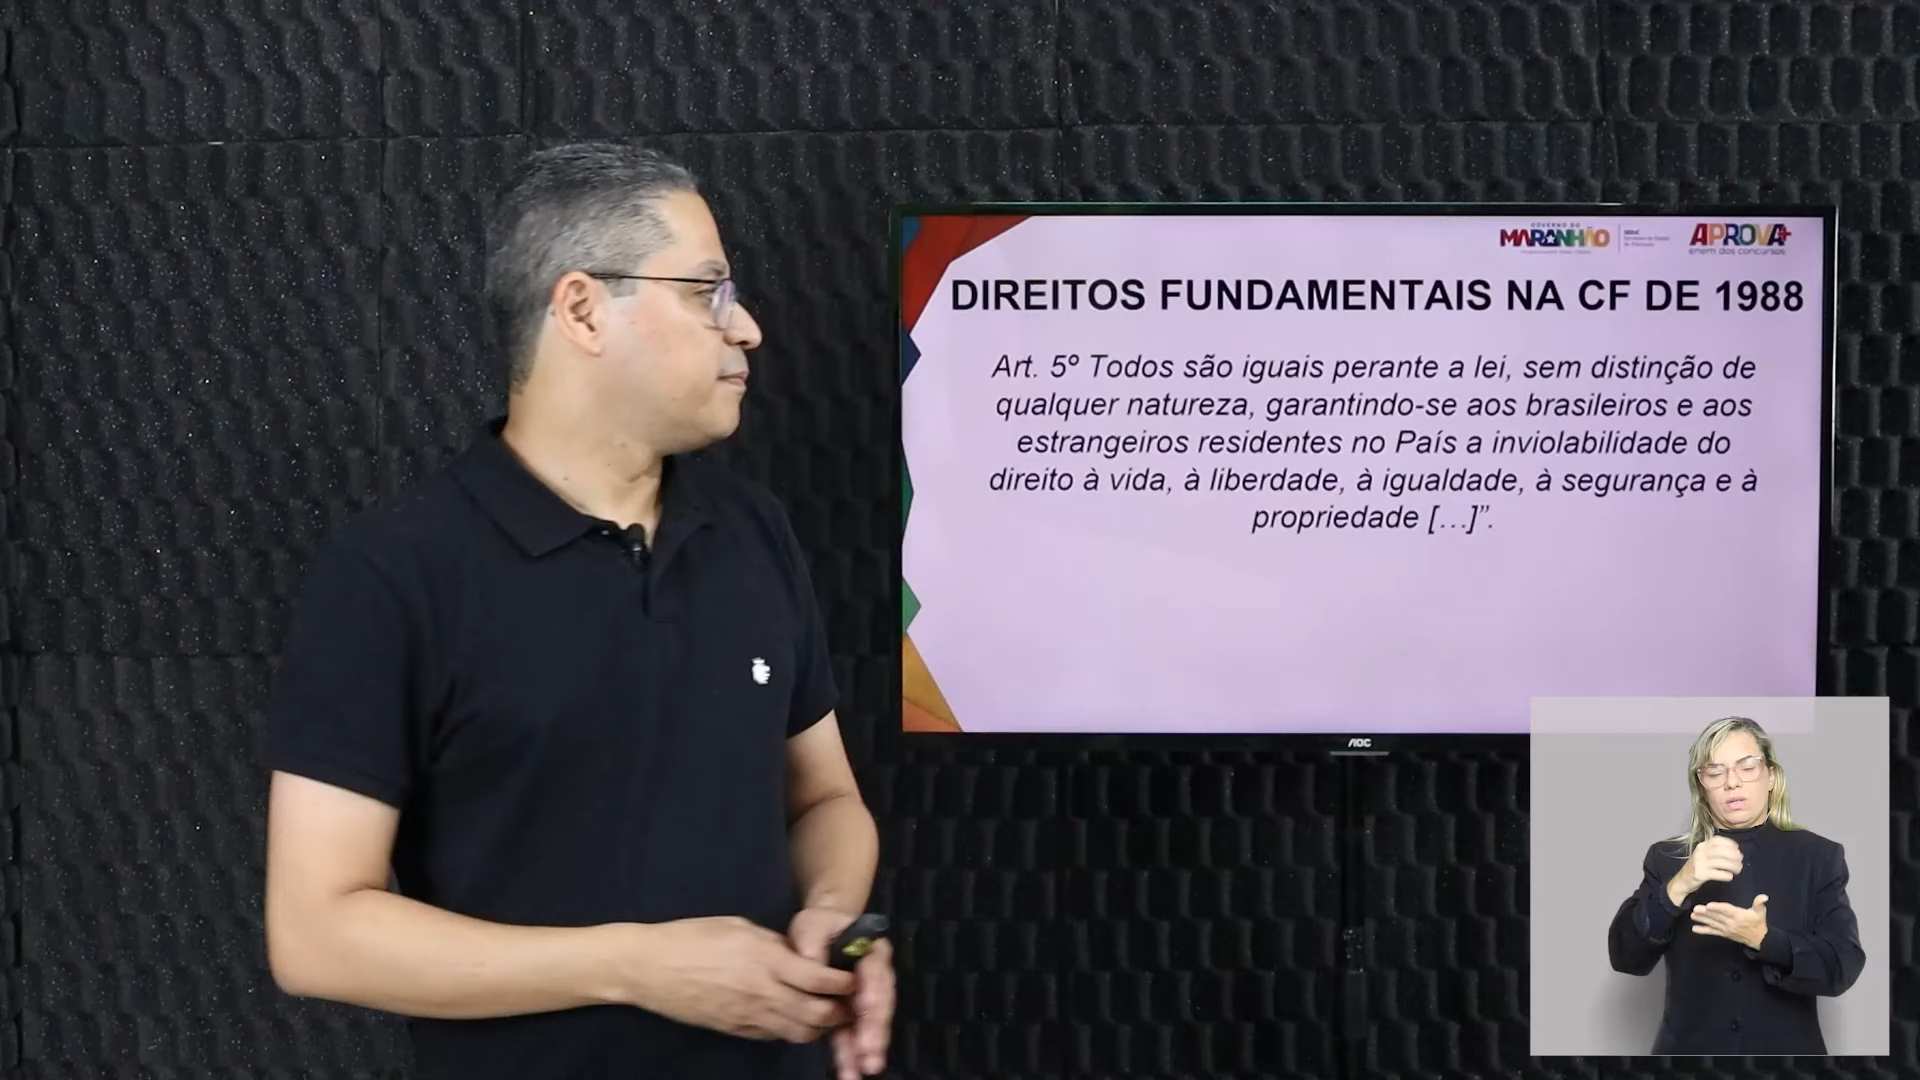 GOVERNO DO
MARANHÃO
APROVA+
enem dos concursos
DIREITOS FUNDAMENTAIS NA CF DE 1988
Art. 5º Todos são iguais perante a lei, sem distinção de
qualquer natureza, garantindo-se aos brasileiros e aos
estrangeiros residentes no País a inviolabilidade do
direito à vida, à liberdade, à igualdade, à segurança e à
propriedade […]”.
AOC